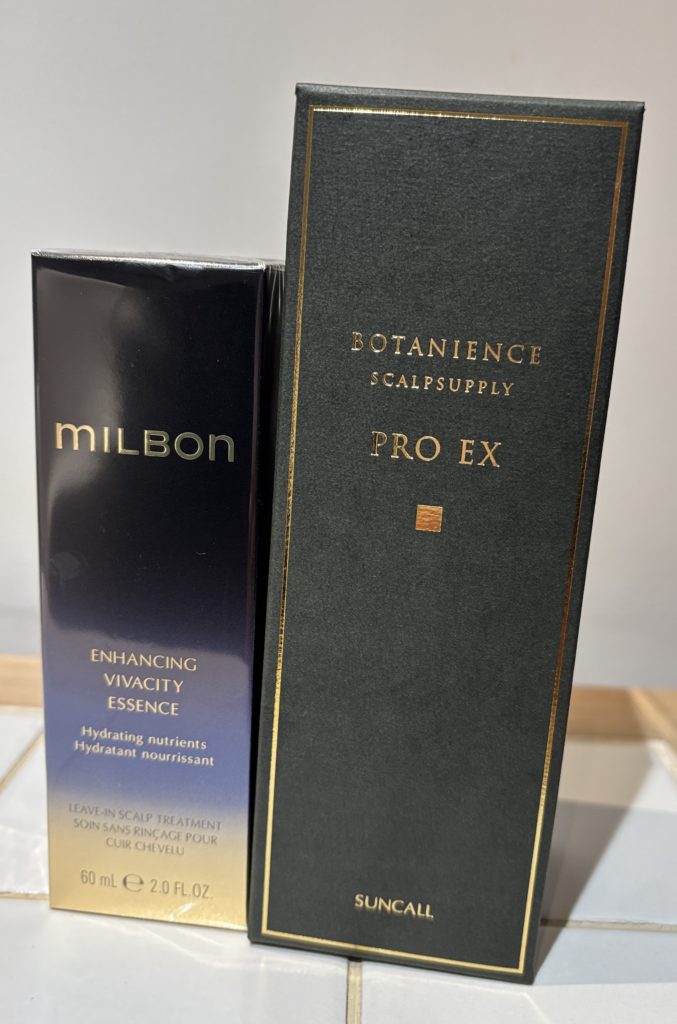 MILBON
ENHANCING
VIVACITY
ESSENCE
Hydrating nutrients
Hydratant nourrissant
LEAVE-IN SCALP TREATMENT
SOIN SANS RINÇAGE POUR
CUIR CHEVELU
60 mL ℮ 2.0 FL.OZ.
BOTANIENCE
SCALPSUPPLY
PRO EX
SUNCALL